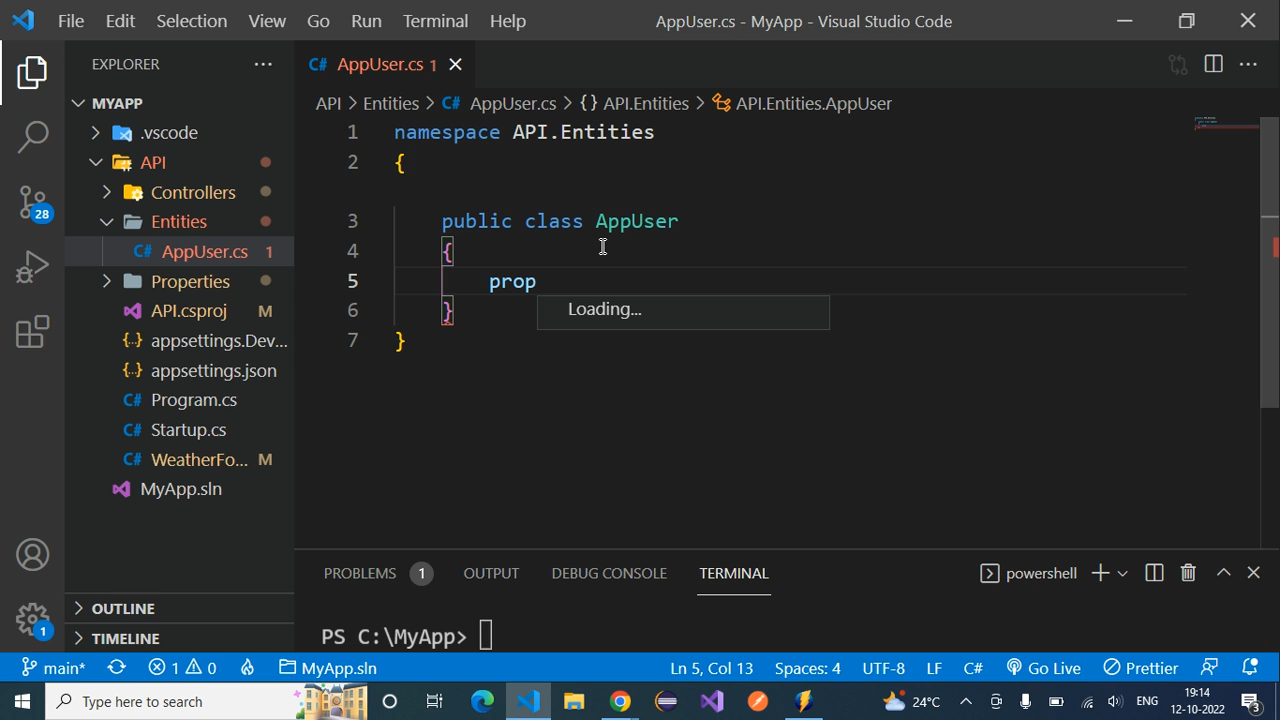 File Edit Selection View Go Run Terminal Help AppUser.cs - MyApp - Visual Studio Code
EXPLORER ...
C# AppUser.cs 1
MYAPP
API > Entities > C# AppUser.cs > {} API.Entities > API.Entities.AppUser
.vscode
API
Controllers
Entities
C# AppUser.cs 1
Properties
API.csproj M
{..} appsettings.Dev...
{..} appsettings.json
C# Program.cs
C# Startup.cs
C# WeatherFo... M
MyApp.sln
1 namespace API.Entities
2 {
3 public class AppUser
4 {
5 prop
Loading...
6 }
7 }
28
1
OUTLINE
TIMELINE
PROBLEMS 1 OUTPUT DEBUG CONSOLE TERMINAL powershell
PS C:\MyApp>
main* 1 0 MyApp.sln Ln 5, Col 13 Spaces: 4 UTF-8 LF C# Go Live Prettier
Type here to search 24°C ENG 19:14
12-10-2022 3